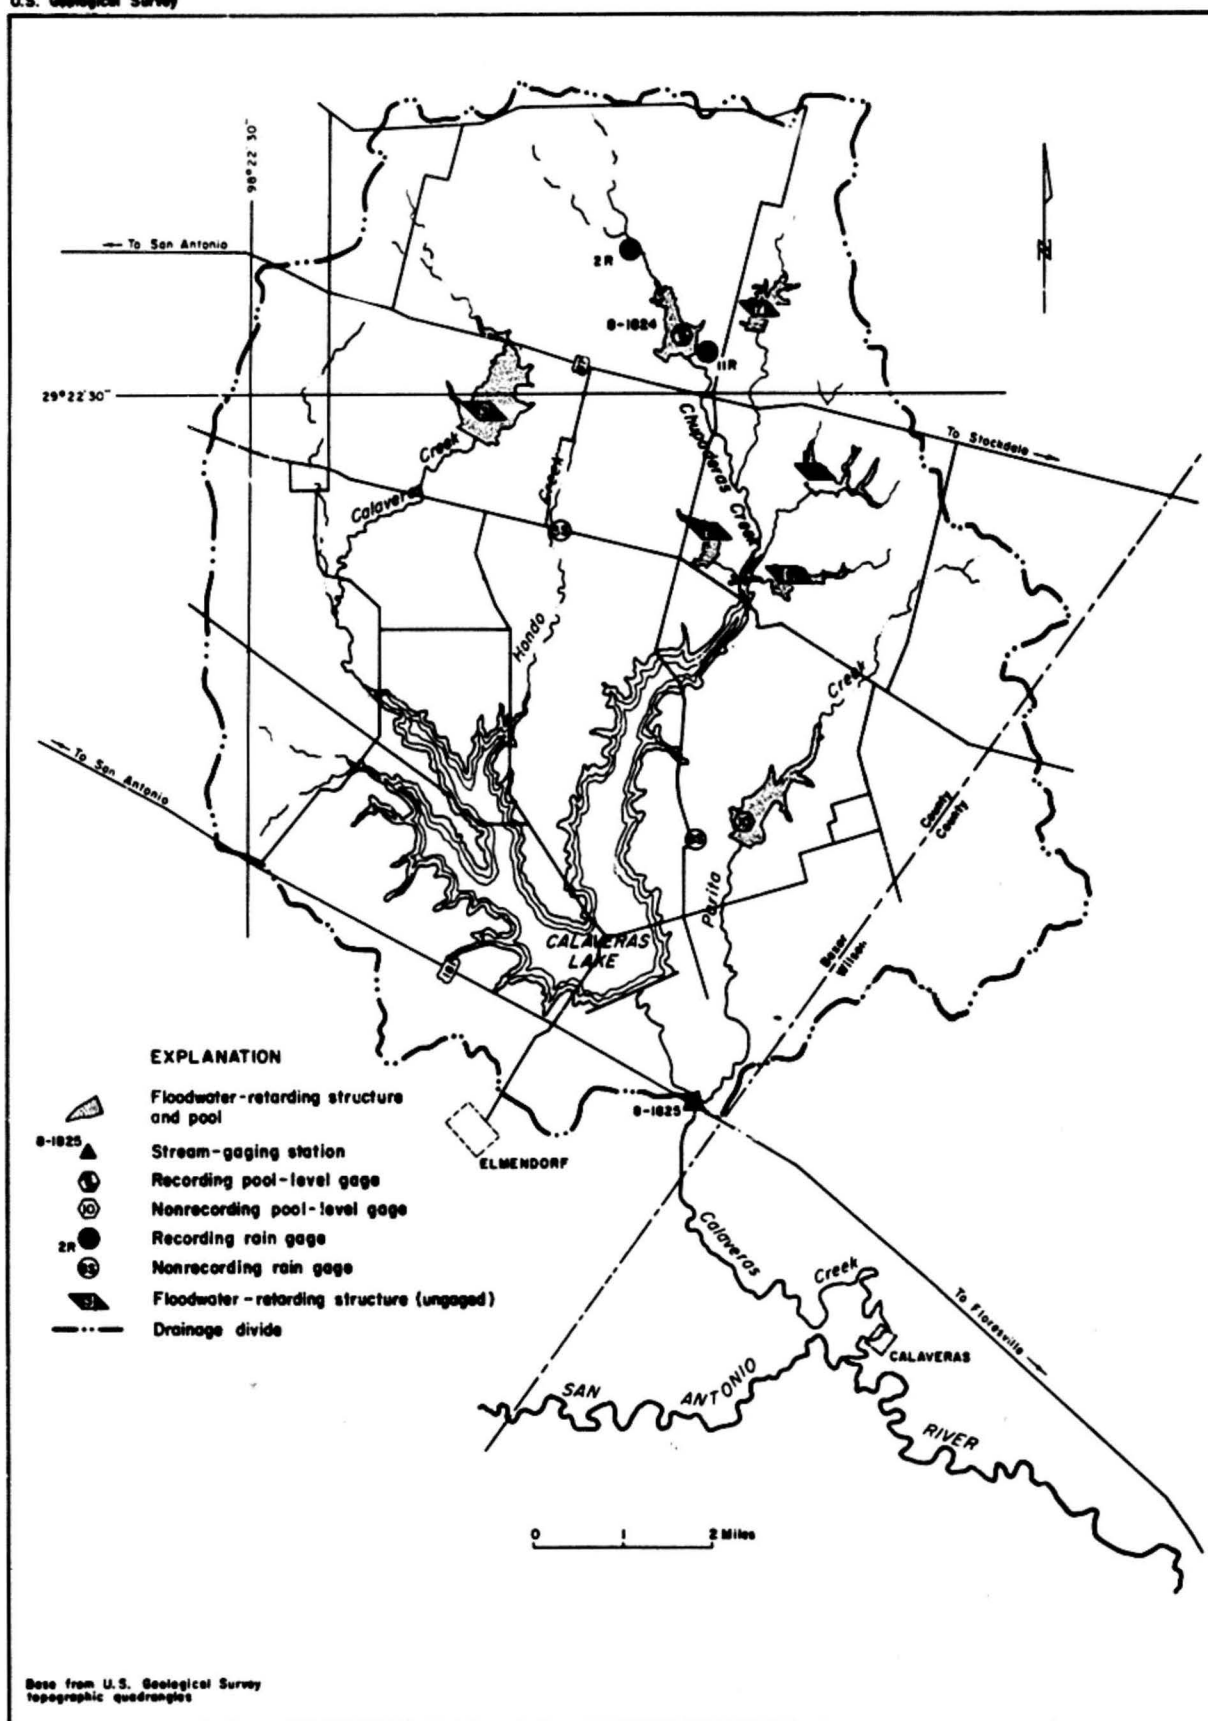 U.S. Geological Survey
98°22'30"
← To San Antonio
2R
8-1824
11R
29°22'30"
To Stockdale →
Chupaderas Creek
Calaveras Creek
Hondo Creek
Parita Creek
← To San Antonio
County
County
Bexar
Wilson
CALAVERAS
LAKE
181
8-1825
ELMENDORF
EXPLANATION
Floodwater-retarding structure
and pool
8-1825
Stream-gaging station
Recording pool-level gage
10
Nonrecording pool-level gage
2R
Recording rain gage
Nonrecording rain gage
Floodwater-retarding structure (ungaged)
Drainage divide
Calaveras Creek
To Floresville →
CALAVERAS
SAN ANTONIO RIVER
0 1 2 Miles
N
Base from U.S. Geological Survey
topographic quadrangles